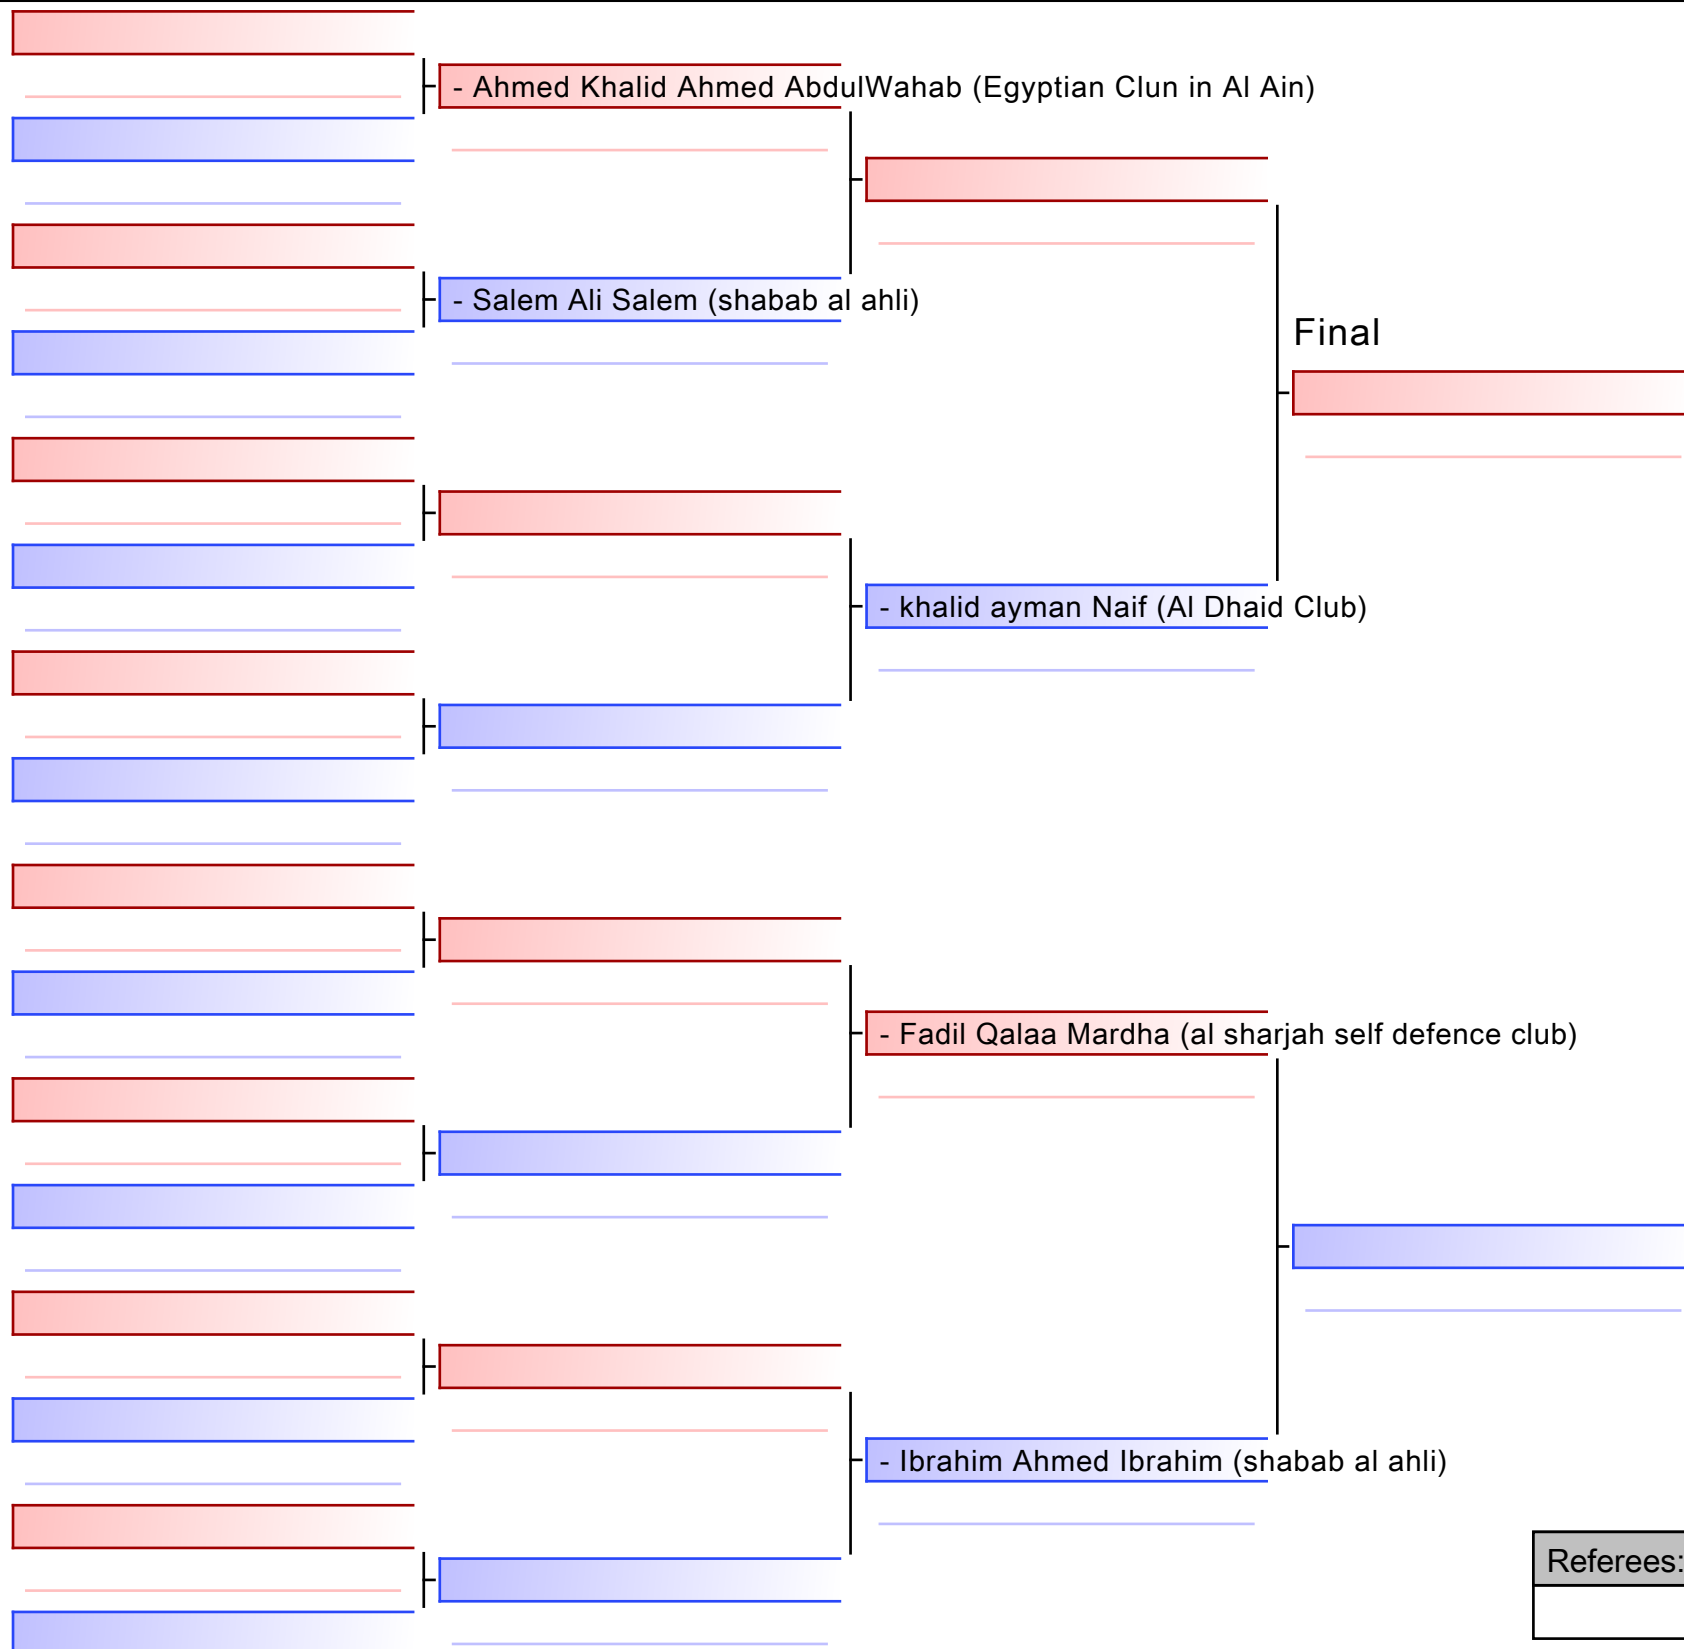 - Ahmed Khalid Ahmed AbdulWahab (Egyptian Clun in Al Ain)
- Salem Ali Salem (shabab al ahli)
Final
- khalid ayman Naif (Al Dhaid Club)
- Fadil Qalaa Mardha (al sharjah self defence club)
- Ibrahim Ahmed Ibrahim (shabab al ahli)
Referees: